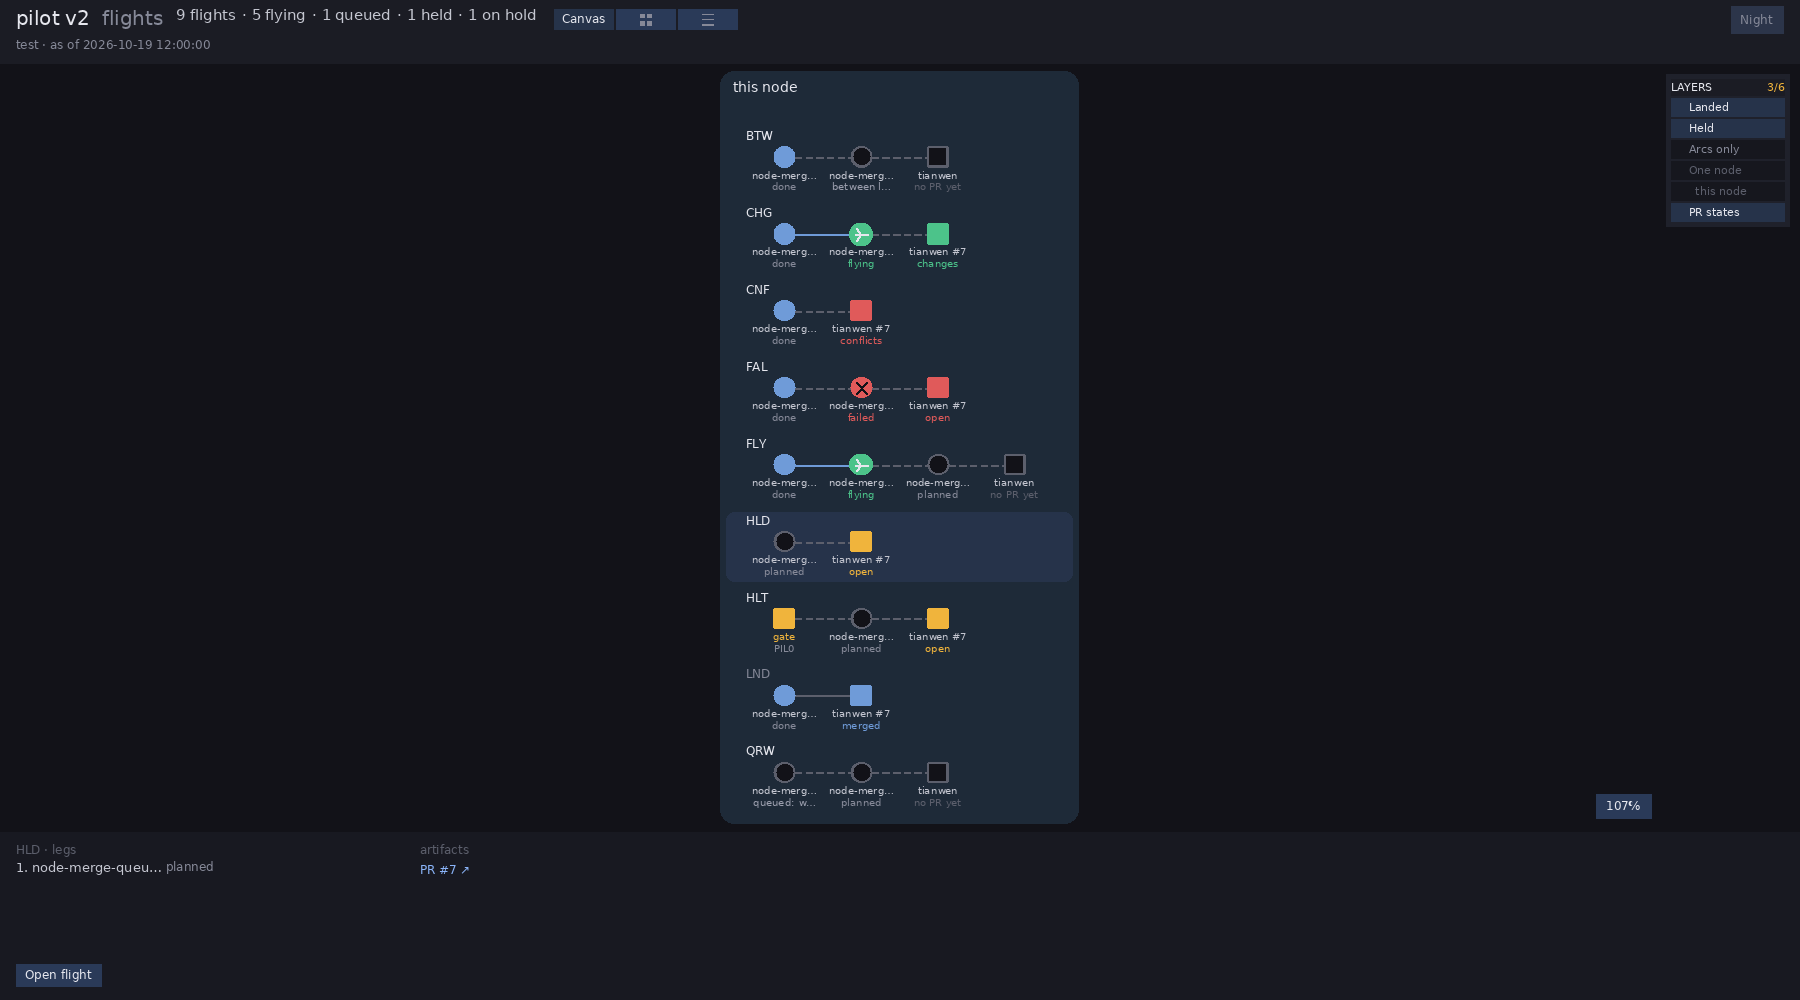 pilot v2 flights 9 flights · 5 flying · 1 queued · 1 held · 1 on hold Canvas Night
test · as of 2026-10-19 12:00:00
this node
LAYERS 3/6
Landed
Held
Arcs only
One node
this node
PR states
BTW
node-merg... node-merg... tianwen
done between l... no PR yet
CHG
node-merg... node-merg... tianwen #7
done flying changes
CNF
node-merg... tianwen #7
done conflicts
FAL
node-merg... node-merg... tianwen #7
done failed open
FLY
node-merg... node-merg... node-merg... tianwen
done flying planned no PR yet
HLD
node-merg... tianwen #7
planned open
HLT
gate node-merg... tianwen #7
PIL0 planned open
LND
node-merg... tianwen #7
done merged
QRW
node-merg... node-merg... tianwen
queued: w... planned no PR yet
107%
HLD · legs artifacts
1. node-merge-queu... planned PR #7 ↗
Open flight